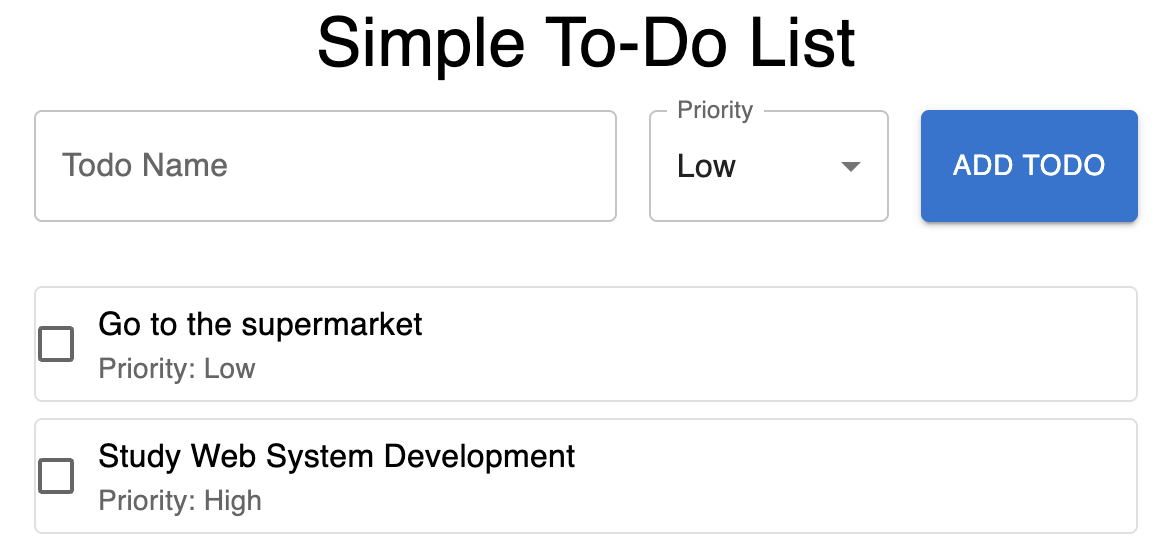 Simple To-Do List
Todo Name
Priority
Low
ADD TODO
Go to the supermarket
Priority: Low
Study Web System Development
Priority: High